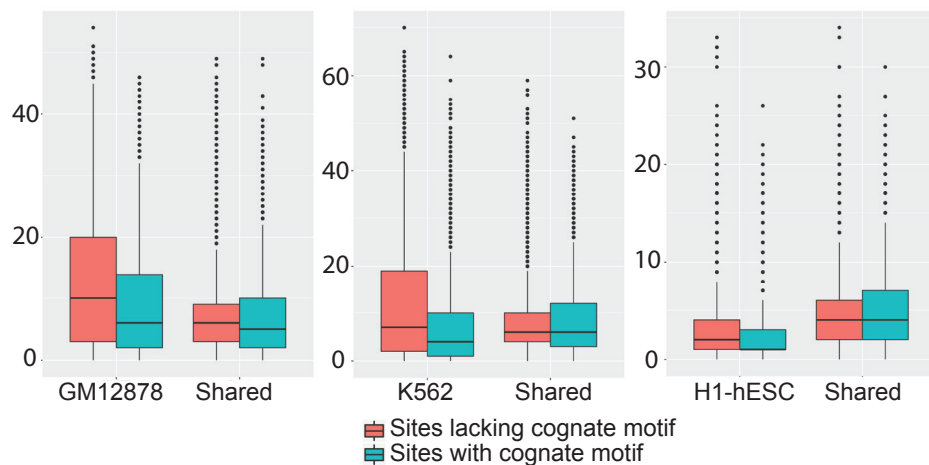 40
20
0
GM12878 Shared
60
40
20
0
K562 Shared
30
20
10
0
H1-hESC Shared
Sites lacking cognate motif
Sites with cognate motif